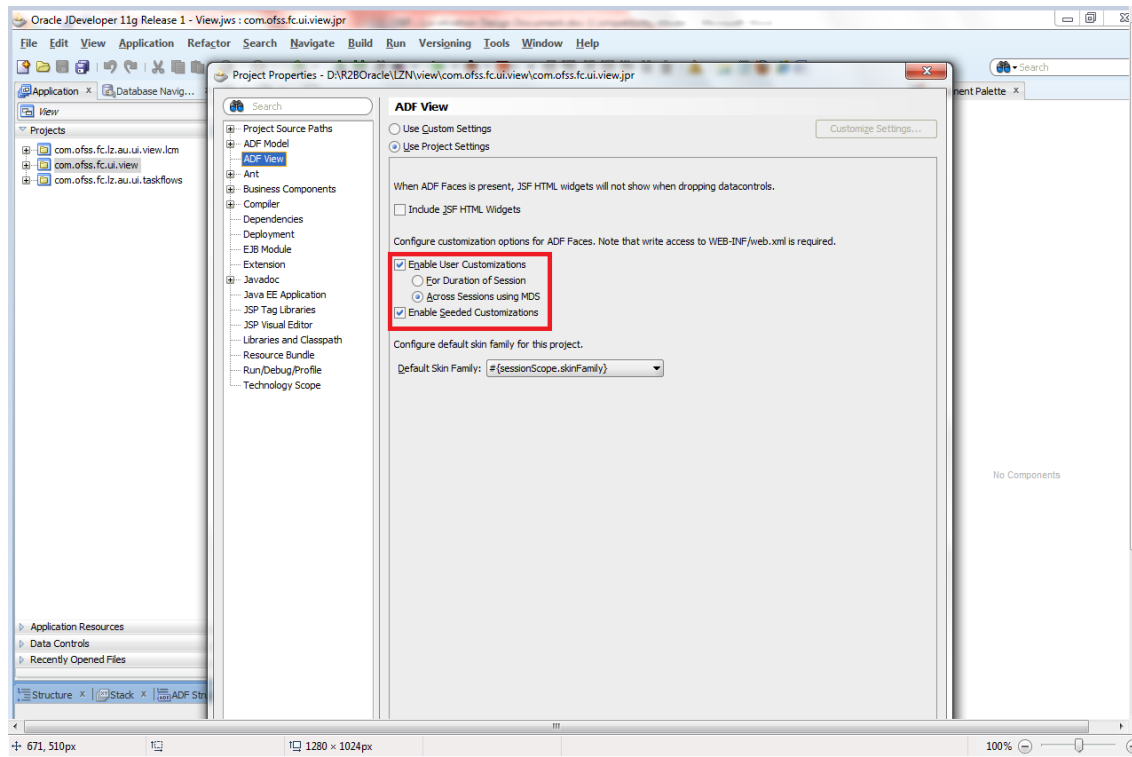 Oracle JDeveloper 11g Release 1 - View.jws : com.ofss.fc.ui.view.jpr
File Edit View Application Refactor Search Navigate Build Run Versioning Tools Window Help
Search
Application x Database Navig...
View
Projects
com.ofss.fc.lz.au.ui.view.lcm
com.ofss.fc.ui.view
com.ofss.fc.lz.au.ui.taskflows
Application Resources
Data Controls
Recently Opened Files
Structure x Stack x ADF Stru
Project Properties - D:\R2BOracle\LZN\view\com.ofss.fc.ui.view\com.ofss.fc.ui.view.jpr
Search
Project Source Paths
ADF Model
ADF View
Ant
Business Components
Compiler
Dependencies
Deployment
EJB Module
Extension
Javadoc
Java EE Application
JSP Tag Libraries
JSP Visual Editor
Libraries and Classpath
Resource Bundle
Run/Debug/Profile
Technology Scope
ADF View
Use Custom Settings
Customize Settings...
Use Project Settings
When ADF Faces is present, JSF HTML widgets will not show when dropping datacontrols.
Include JSF HTML Widgets
Configure customization options for ADF Faces. Note that write access to WEB-INF/web.xml is required.
Enable User Customizations
For Duration of Session
Across Sessions using MDS
Enable Seeded Customizations
Configure default skin family for this project.
Default Skin Family: #{sessionScope.skinFamily}
nent Palette x
No Components
671, 510px
1280 × 1024px
100%